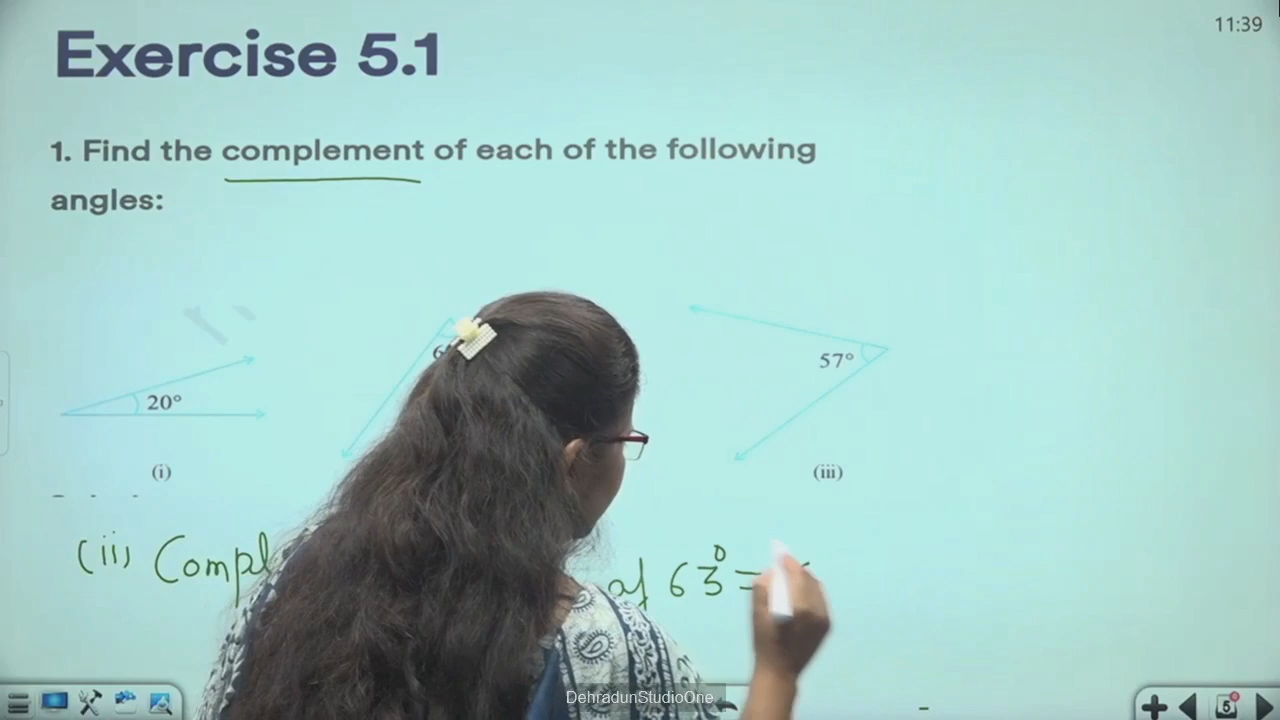 11:39
Exercise 5.1
1. Find the complement of each of the following
angles:
57°
20°
(i)
(iii)
(ii) Compl of 63° =
DehradunStudioOne
5